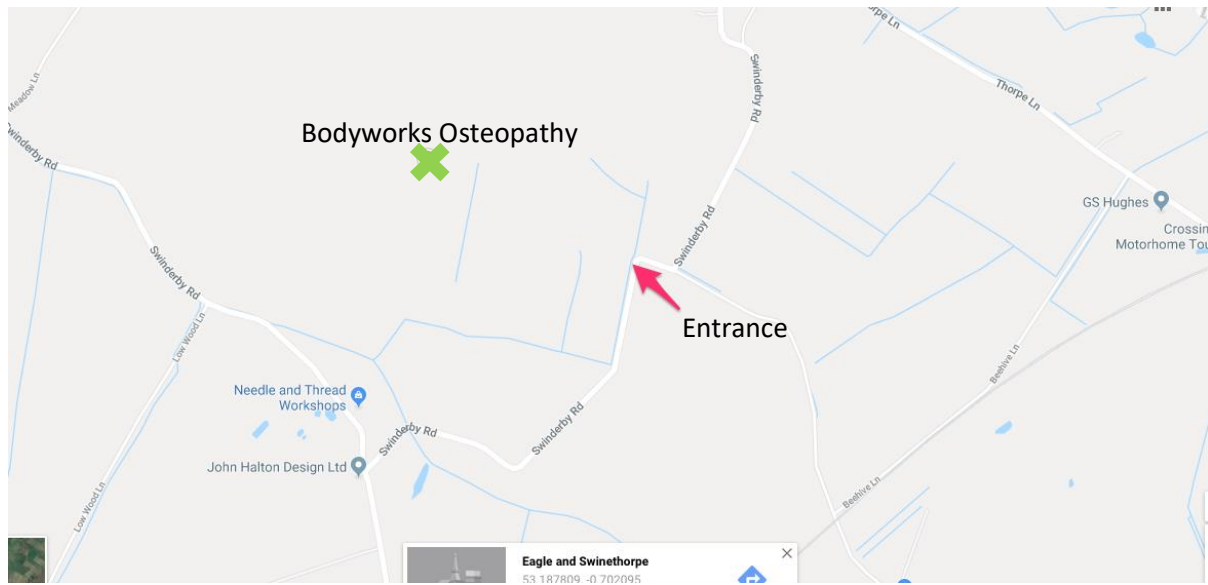 Thorpe Ln
Meadow Ln
Swinderby Rd
Swinderby Rd
Thorpe Ln
Bodyworks Osteopathy
GS Hughes
Crossin
Motorhome Tou
Swinderby Rd
Swinderby Rd
Entrance
Low Wood Ln
Beehive Ln
Needle and Thread
Workshops
Swinderby Rd
Swinderby Rd
John Halton Design Ltd
Low Wood Ln
Beehive Ln
Eagle and Swinethorpe
53.187809, -0.702095